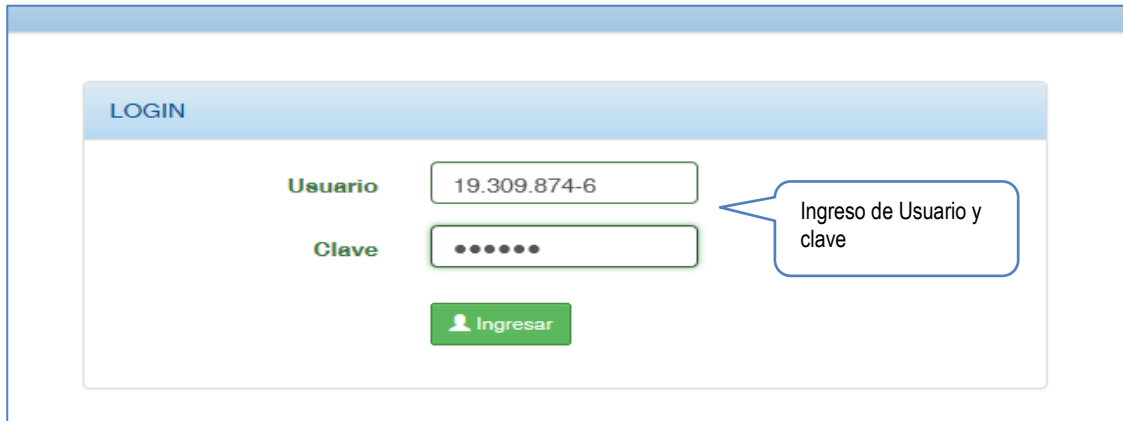 LOGIN
Usuario
19.309.874-6
Ingreso de Usuario y
clave
Clave
••••••
Ingresar